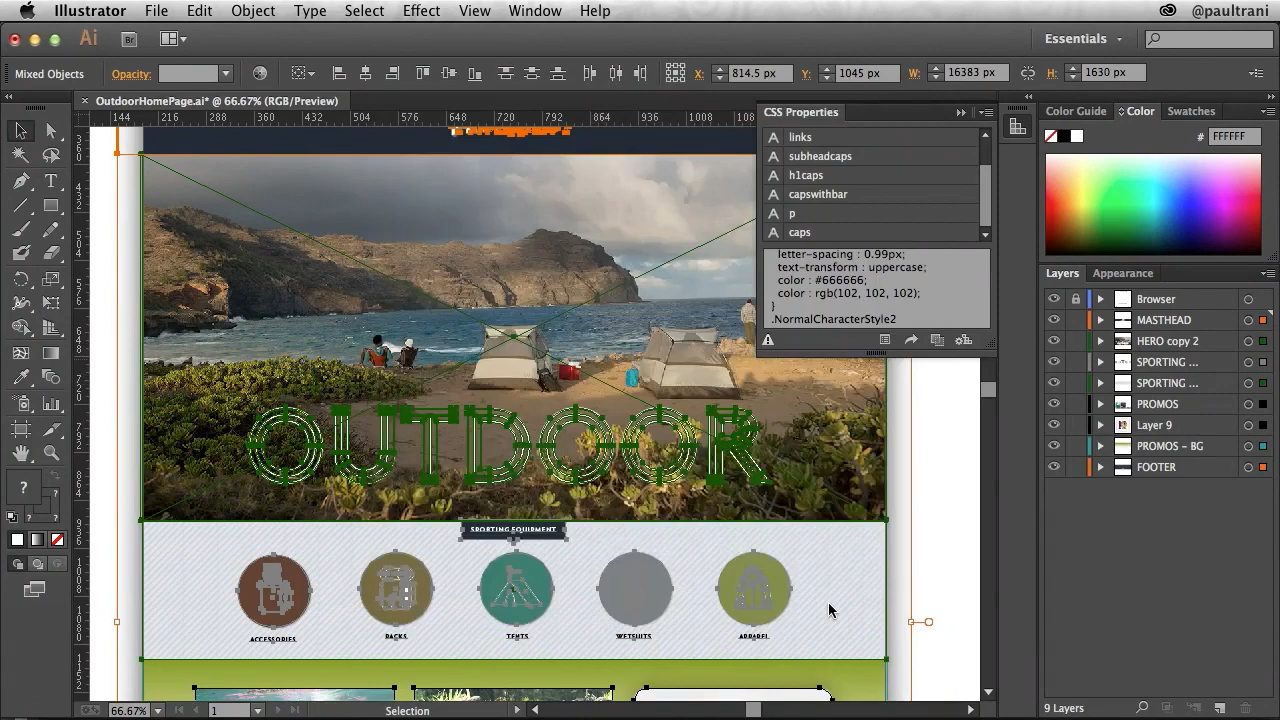 Illustrator File Edit Object Type Select Effect View Window Help @paultrani
Ai Br Essentials
Mixed Objects Opacity: X: 814.5 px Y: 1045 px W: 16383 px H: 1630 px
× OutdoorHomePage.ai* @ 66.67% (RGB/Preview)
CSS Properties
Color Guide Color Swatches
144 216 288 360 432 504 576 648 720 792 864 936 1008 108
links
subheadcaps
h1caps
capswithbar
p
caps
# FFFFFF
letter-spacing : 0.99px;
text-transform : uppercase;
color : #666666;
color : rgb(102, 102, 102);
}
.NormalCharacterStyle2
Layers Appearance
Browser
MASTHEAD
HERO copy 2
SPORTING ...
SPORTING ...
PROMOS
Layer 9
PROMOS - BG
FOOTER
OUTDOOR
SPORTING EQUIPMENT
ACCESSORIES PACKS TENTS WETSUITS APPAREL
66.67% 1 Selection
9 Layers